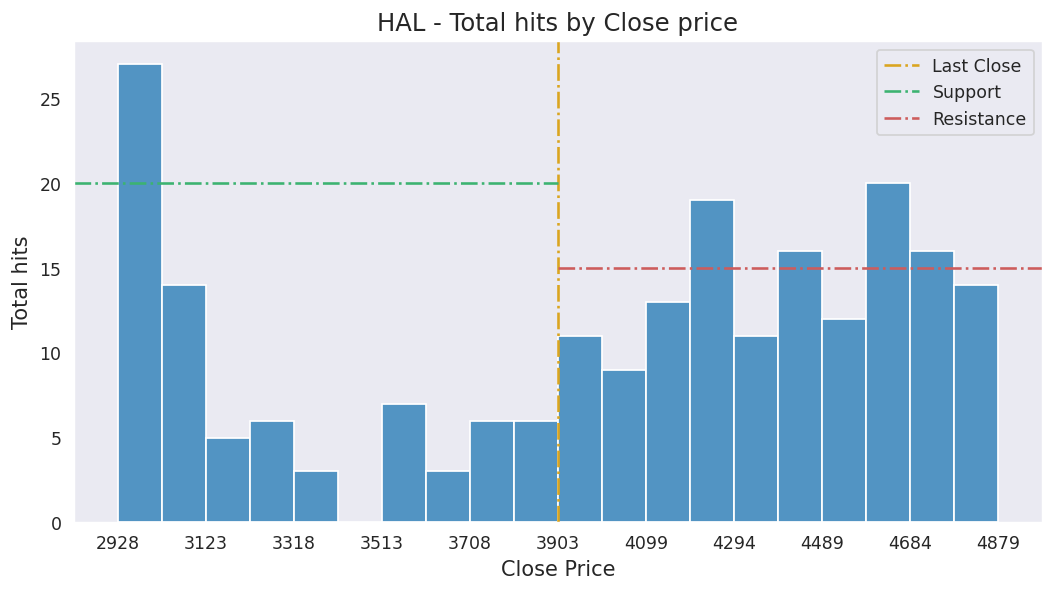 HAL - Total hits by Close price
Last Close
Support
Resistance
Total hits
25
20
15
10
5
0
2928 3123 3318 3513 3708 3903 4099 4294 4489 4684 4879
Close Price